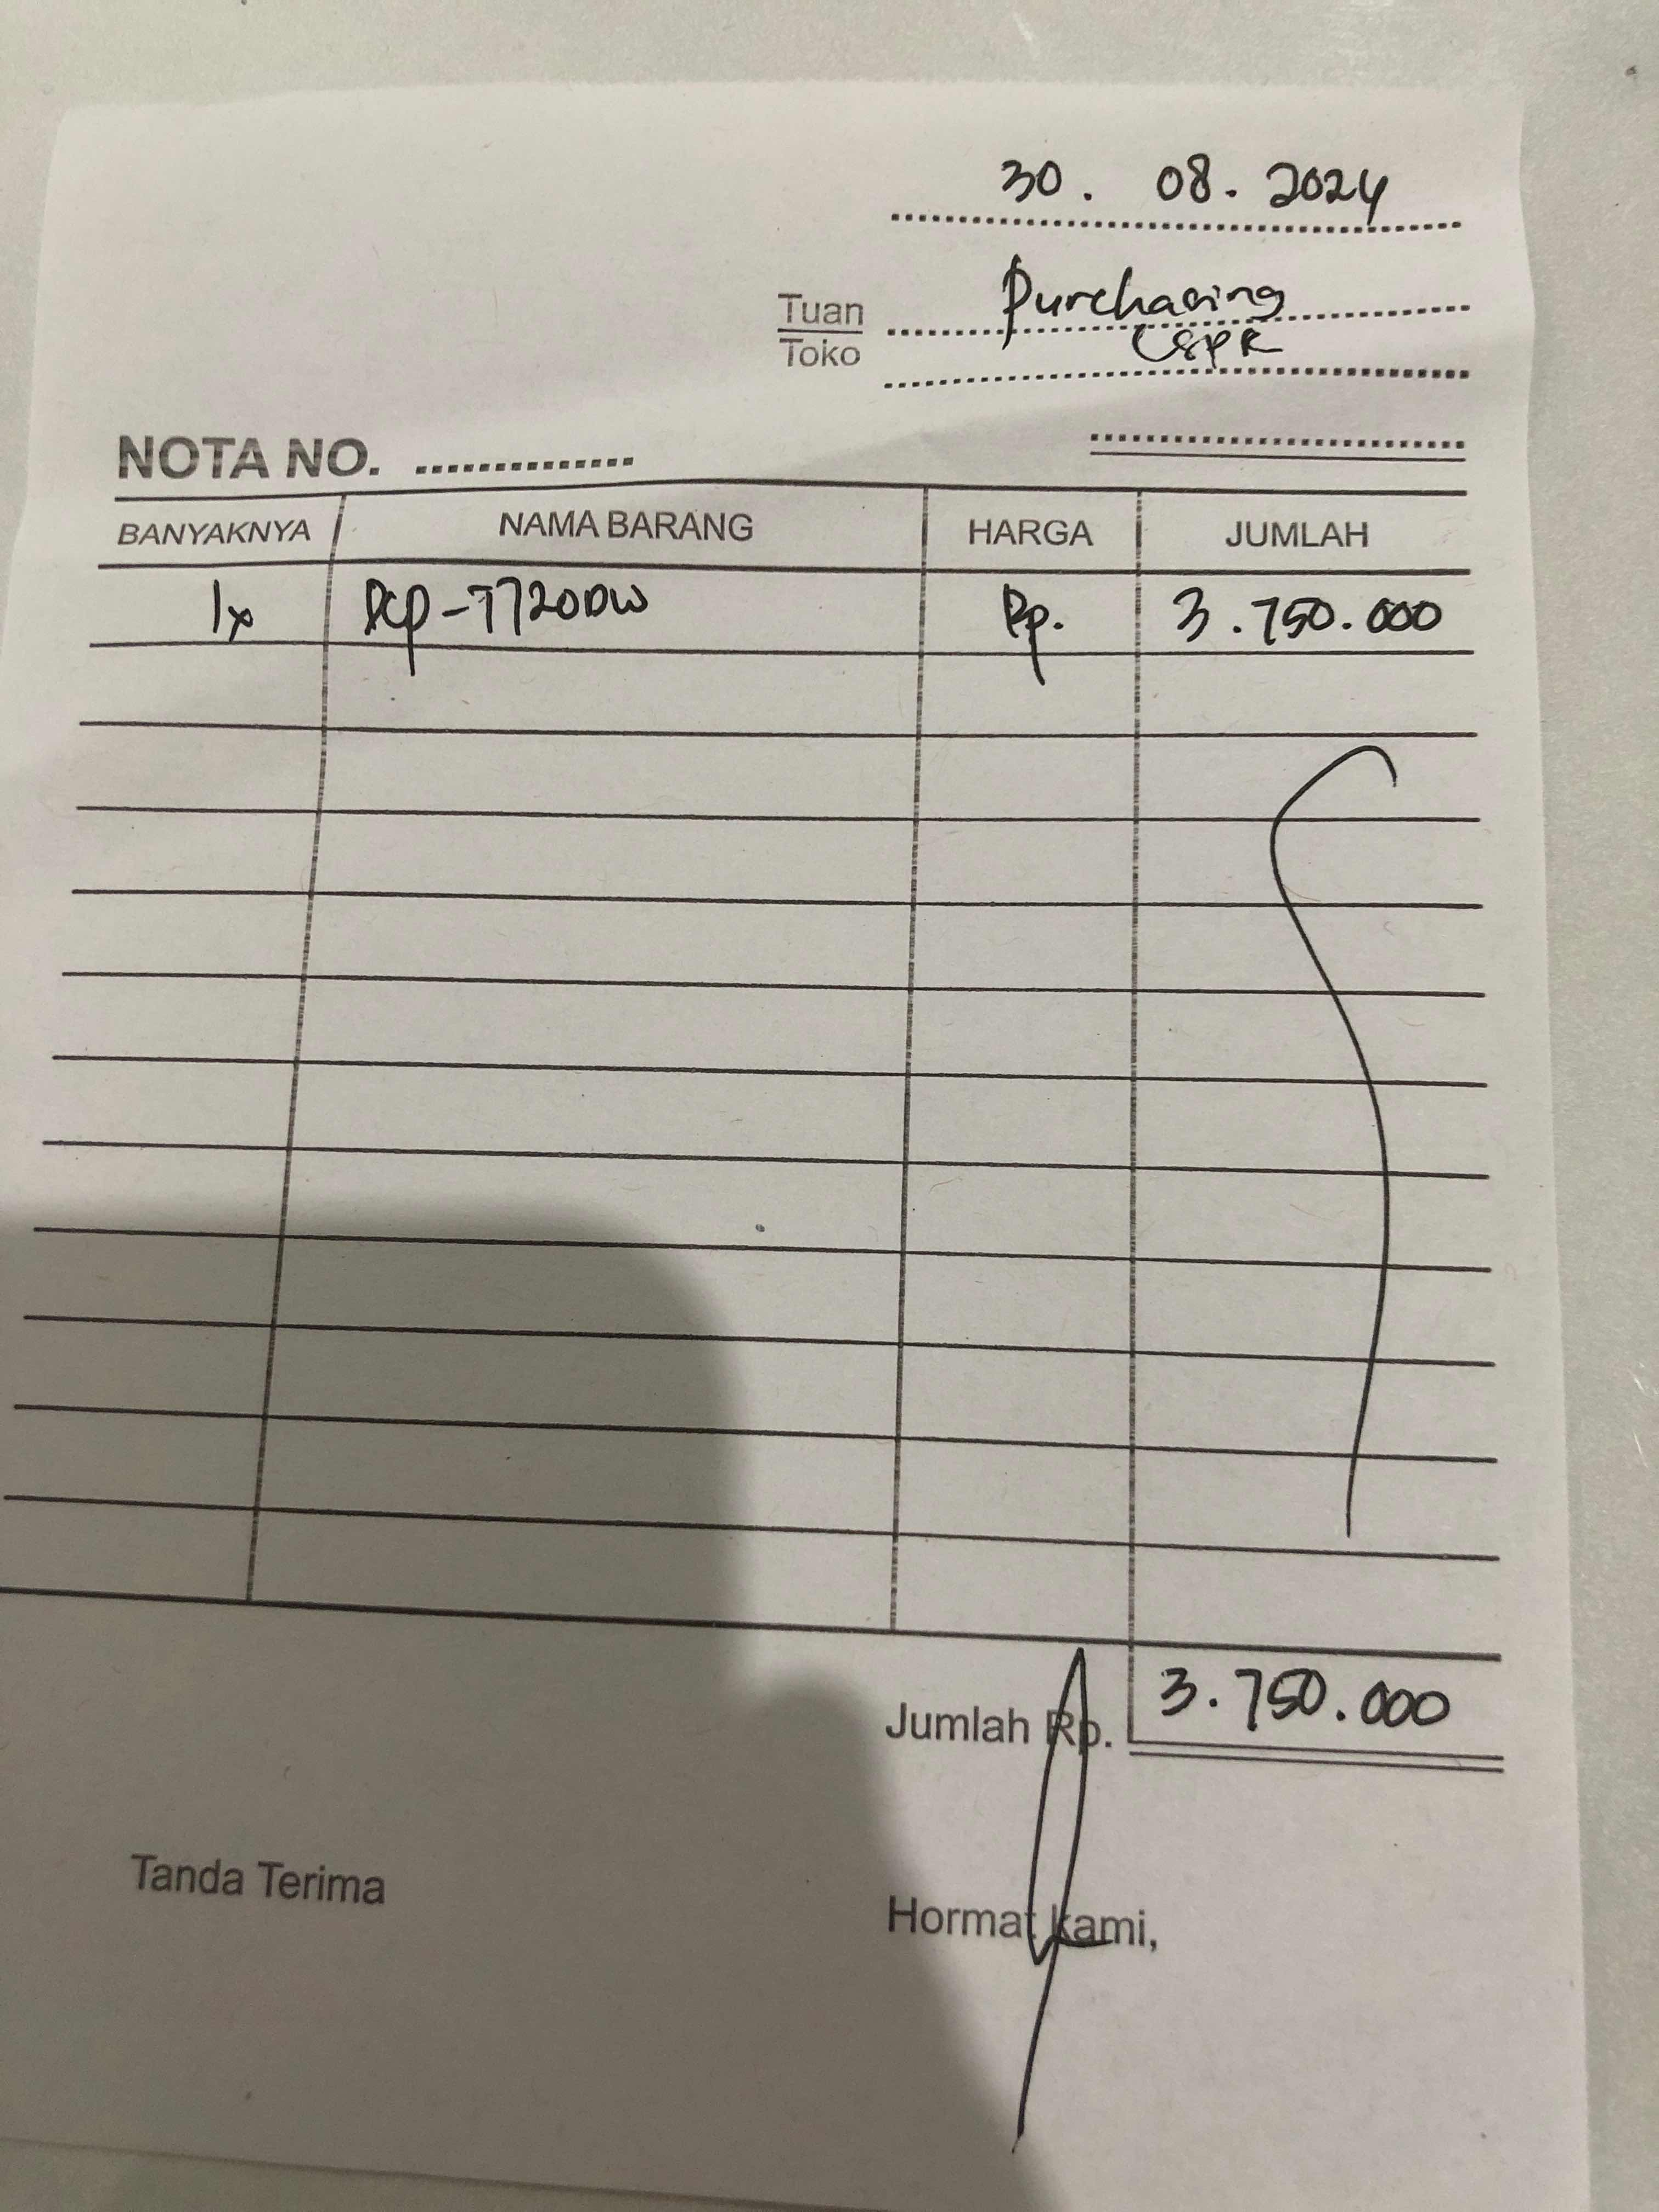 30. 08. 2024
Tuan Purchasing
Toko CSPR
NOTA NO. ...............
BANYAKNYA NAMA BARANG HARGA JUMLAH
1x DCP-T720DW Rp. 3.750.000
Jumlah Rp. 3.750.000
Tanda Terima
Hormat kami,